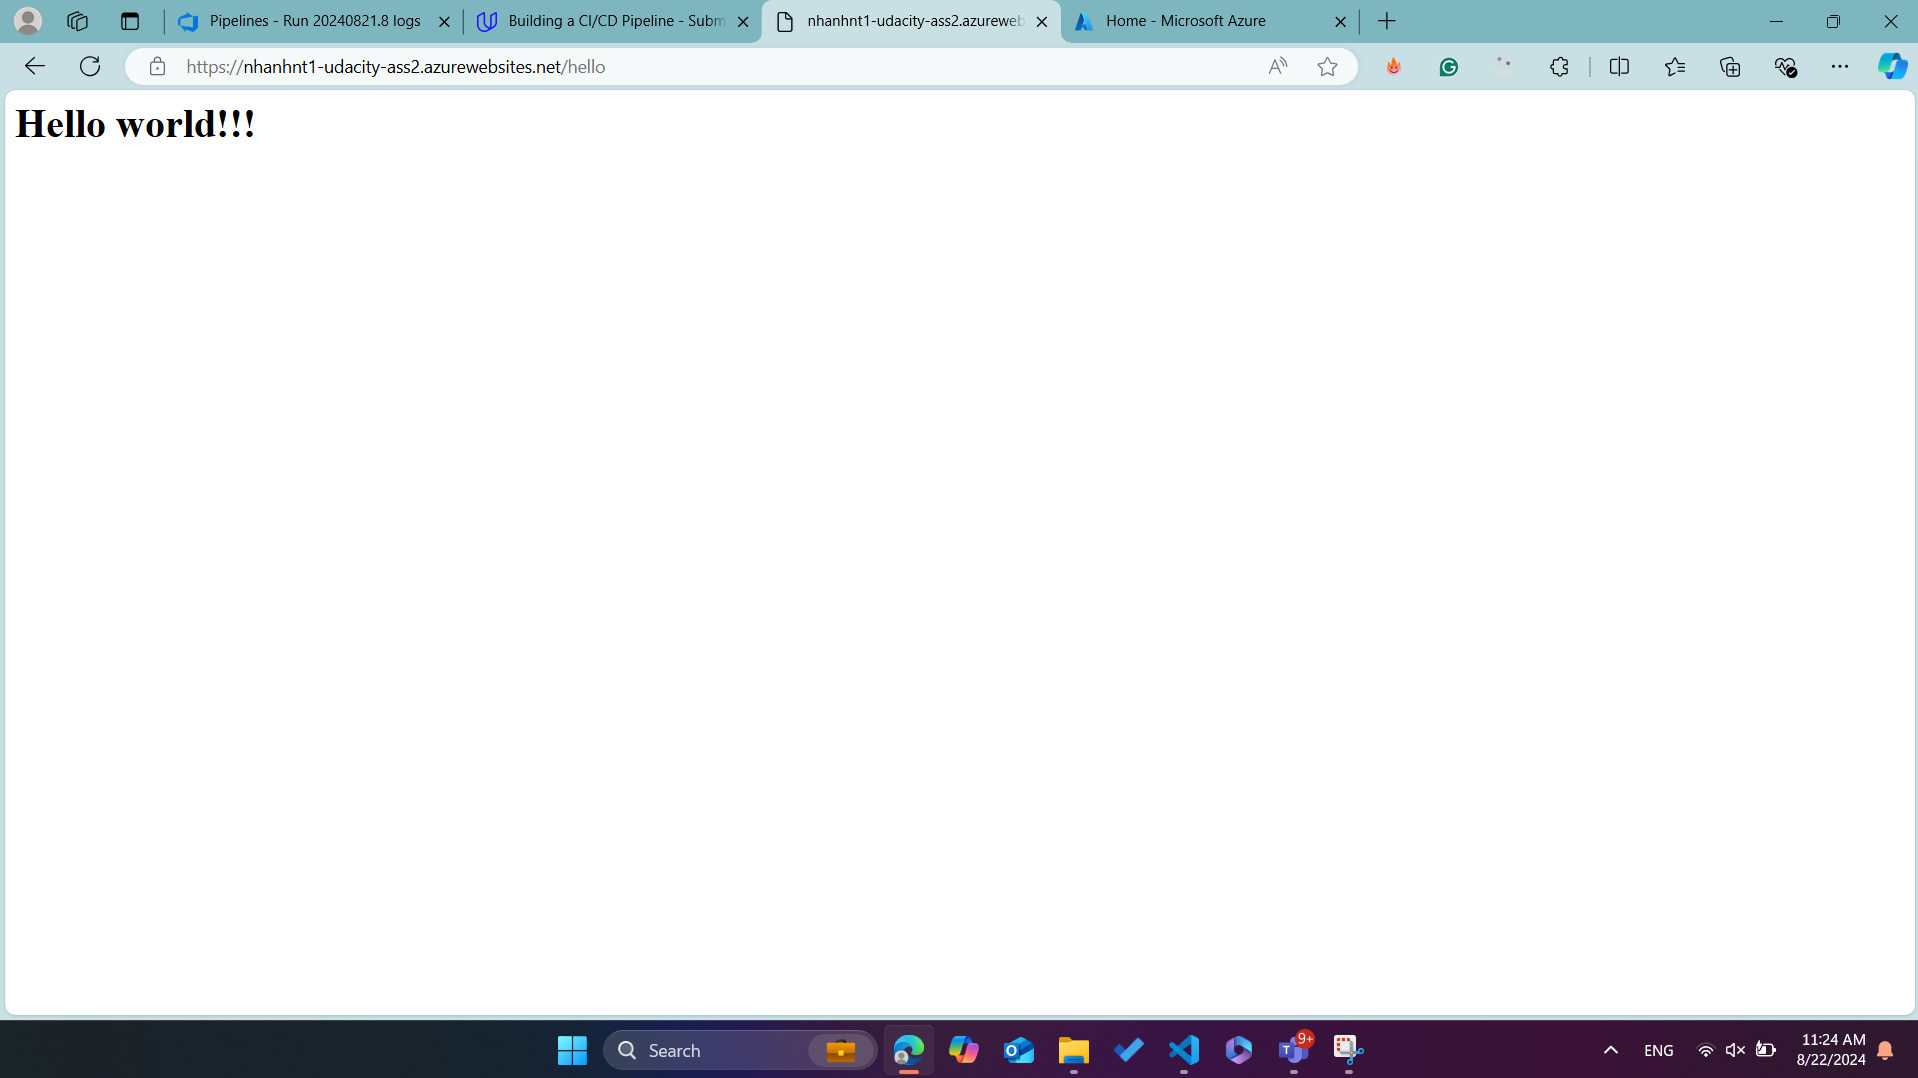 Pipelines - Run 20240821.8 logs
Building a CI/CD Pipeline - Subm
nhanhnt1-udacity-ass2.azureweb
Home - Microsoft Azure
https://nhanhnt1-udacity-ass2.azurewebsites.net/hello
Hello world!!!
Search
9+
ENG
11:24 AM
8/22/2024